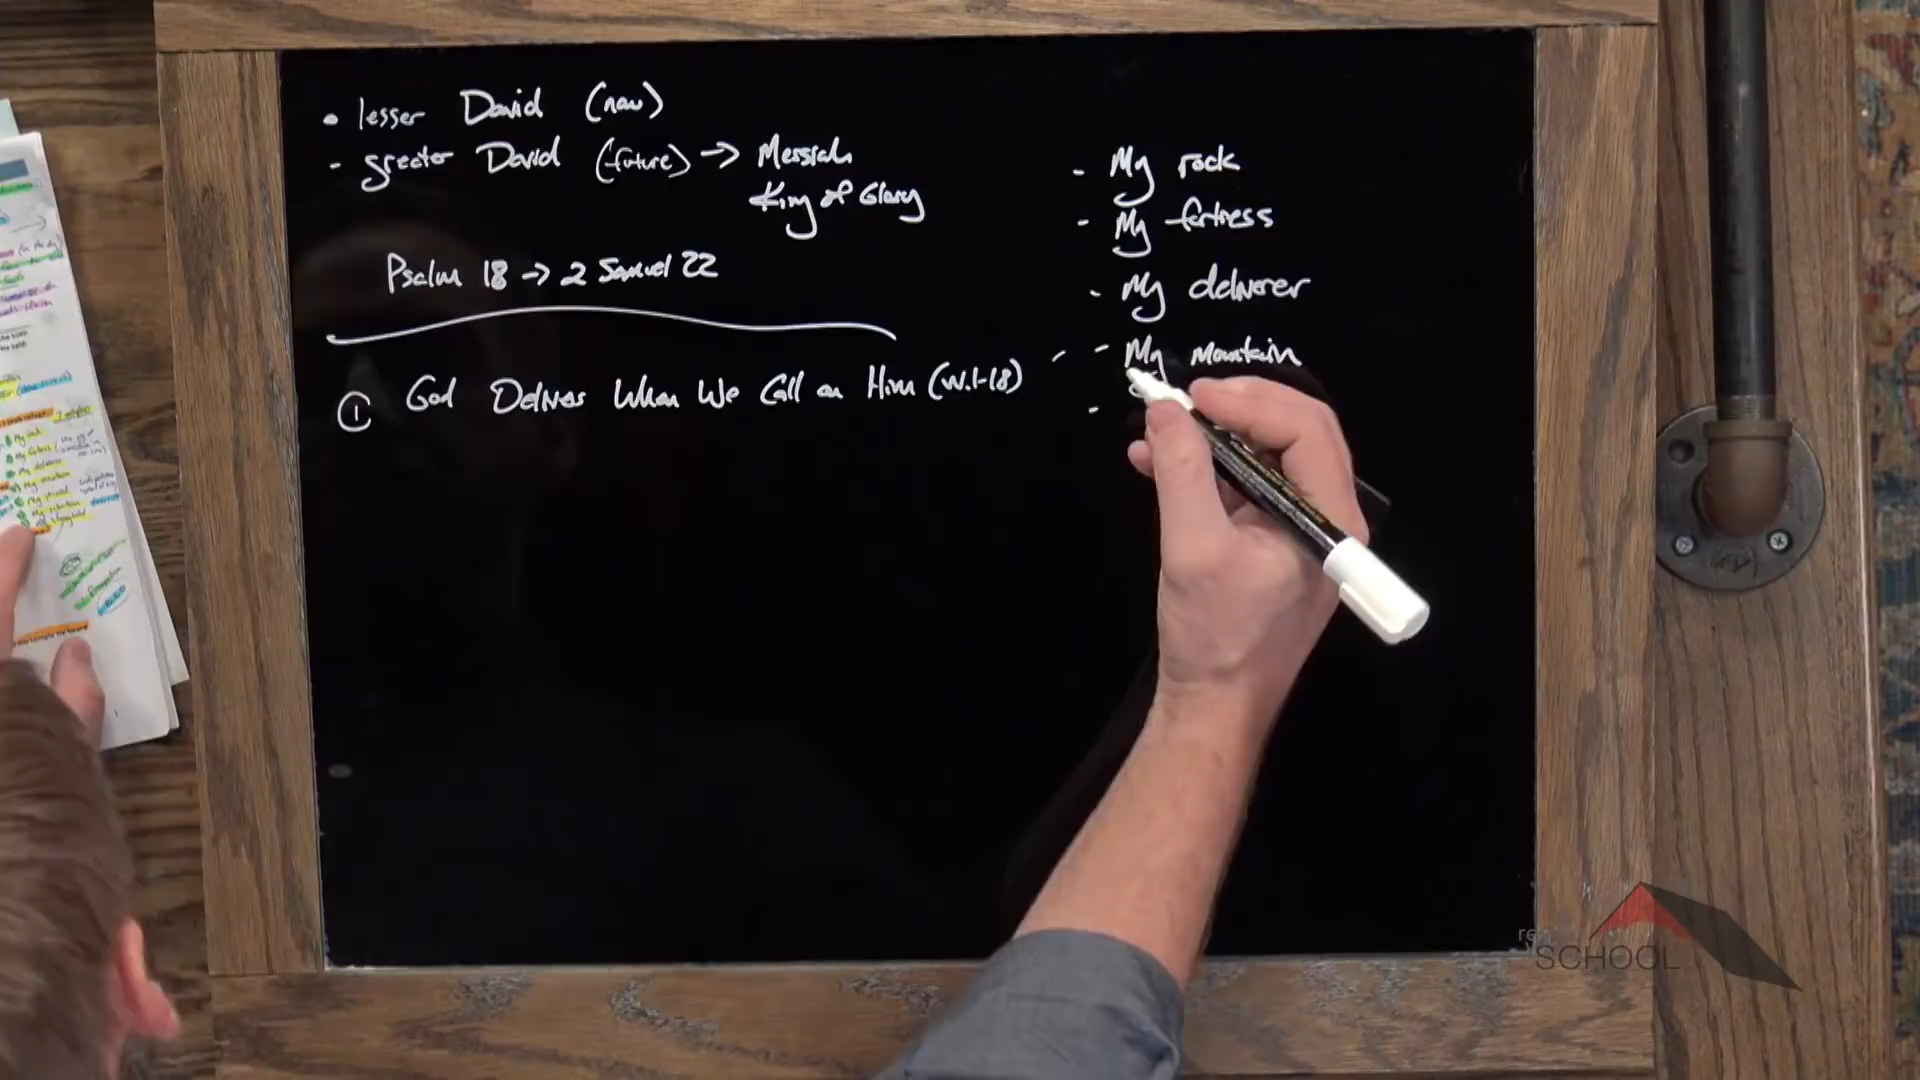 • lesser David (now)
- greater David (future) → Messiah
King of Glory
Psalm 18 → 2 Samuel 22
① God Delivers When We Call on Him (vv.1-18)
- My rock
- My fortress
- My deliverer
- My mountain
-
SCHOOL